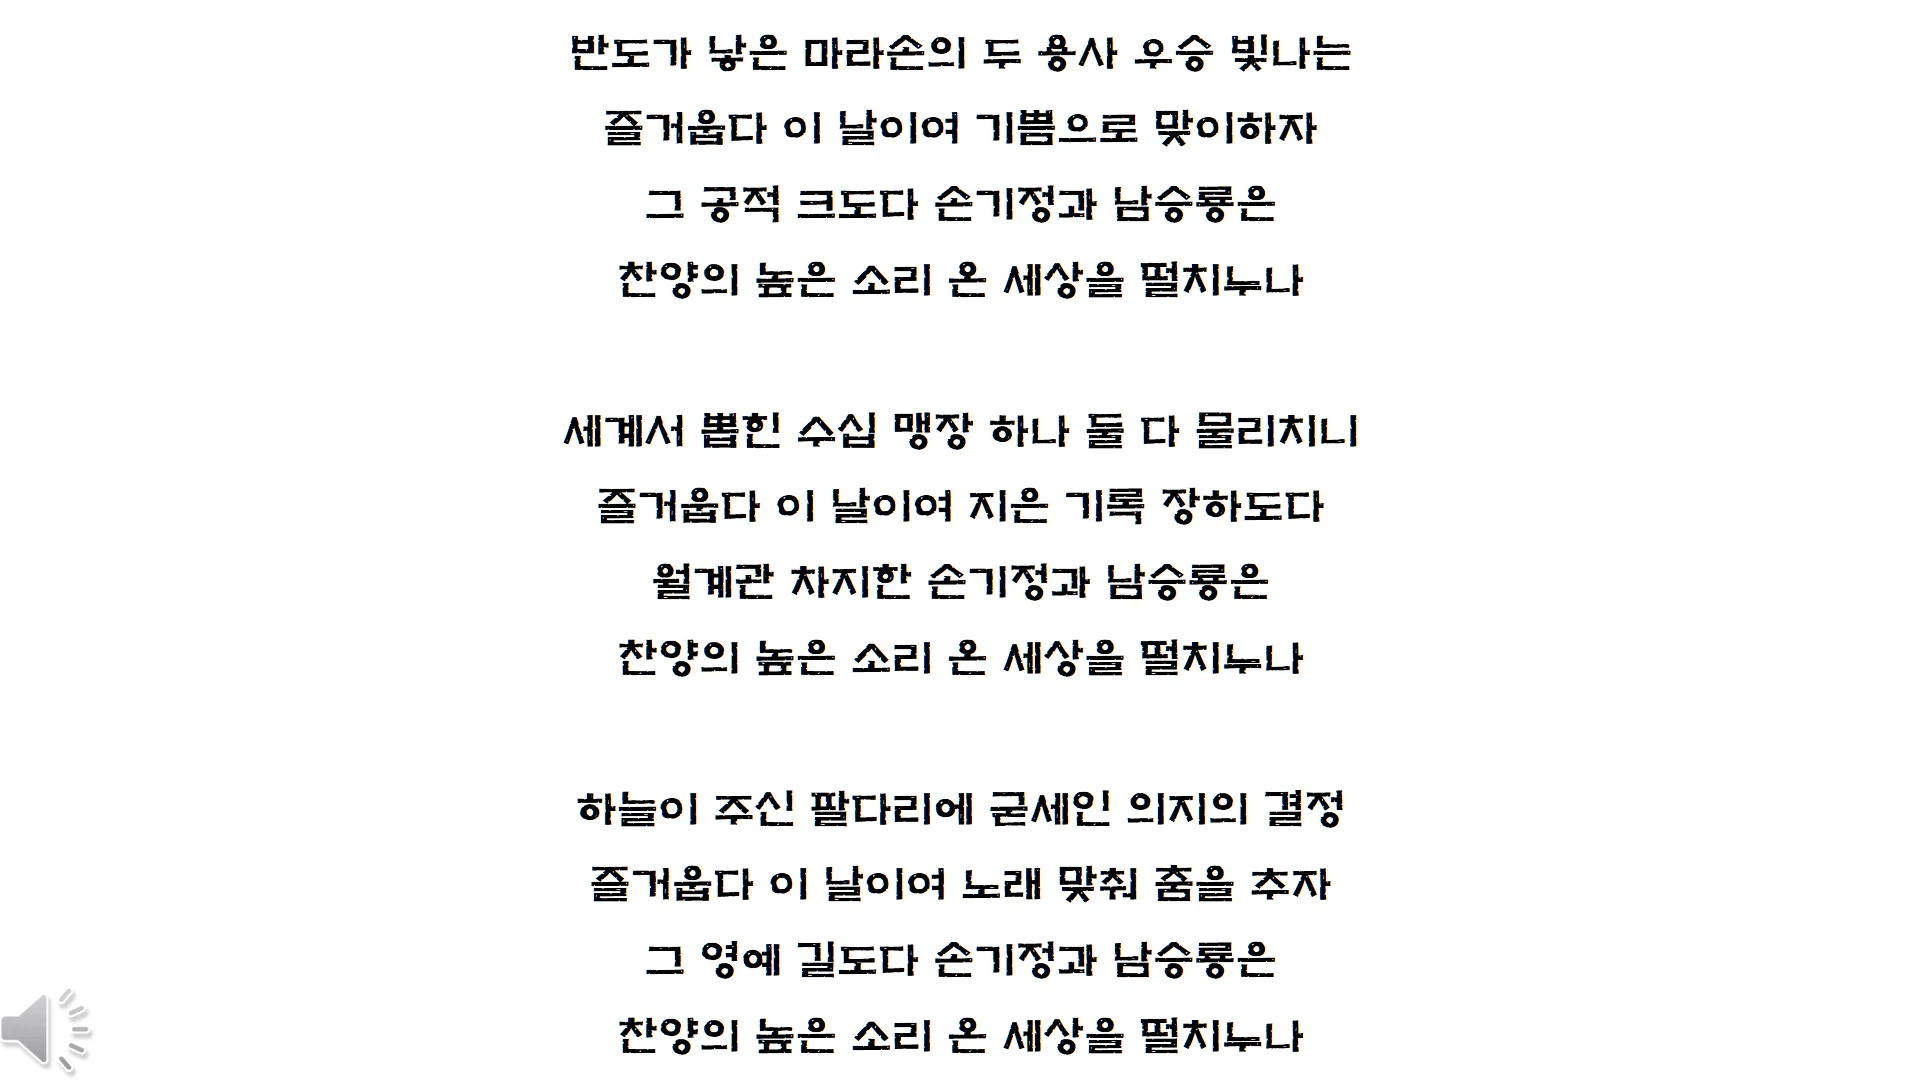 반도가 낳은 마라손의 두 용사 우승 빛나는
즐거웁다 이 날이여 기쁨으로 맞이하자
그 공적 크도다 손기정과 남승룡은
찬양의 높은 소리 온 세상을 떨치누나
세계서 뽑힌 수십 맹장 하나 둘 다 물리치니
즐거웁다 이 날이여 지은 기록 장하도다
월계관 차지한 손기정과 남승룡은
찬양의 높은 소리 온 세상을 떨치누나
하늘이 주신 팔다리에 굳세인 의지의 결정
즐거웁다 이 날이여 노래 맞춰 춤을 추자
그 영예 길도다 손기정과 남승룡은
찬양의 높은 소리 온 세상을 떨치누나